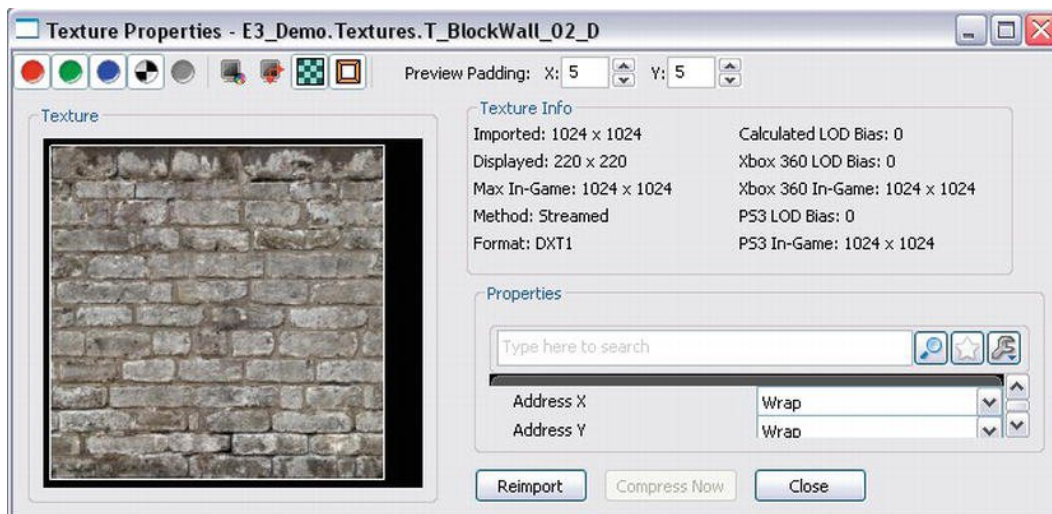 Texture Properties - E3_Demo.Textures.T_BlockWall_02_D
Preview Padding: X: 5 Y: 5
Texture
Texture Info
Imported: 1024 x 1024
Displayed: 220 x 220
Max In-Game: 1024 x 1024
Method: Streamed
Format: DXT1
Calculated LOD Bias: 0
Xbox 360 LOD Bias: 0
Xbox 360 In-Game: 1024 x 1024
PS3 LOD Bias: 0
PS3 In-Game: 1024 x 1024
Properties
Type here to search
Address X Wrap
Address Y Wrap
Reimport Compress Now Close